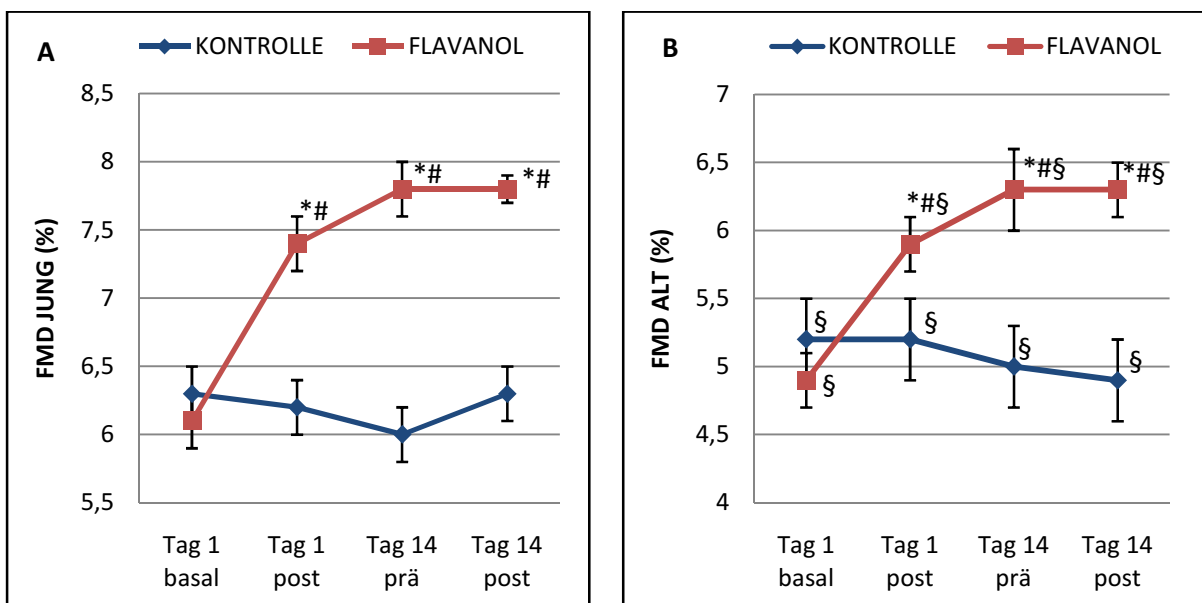 A
KONTROLLE FLAVANOL
FMD JUNG (%)
8,5
8
7,5
7
6,5
6
5,5
*#
*#
*#
Tag 1 basal
Tag 1 post
Tag 14 prä
Tag 14 post
B
KONTROLLE FLAVANOL
FMD ALT (%)
7
6,5
6
5,5
5
4,5
4
*#§
*#§
*#§
§
§
§
§
§
Tag 1 basal
Tag 1 post
Tag 14 prä
Tag 14 post